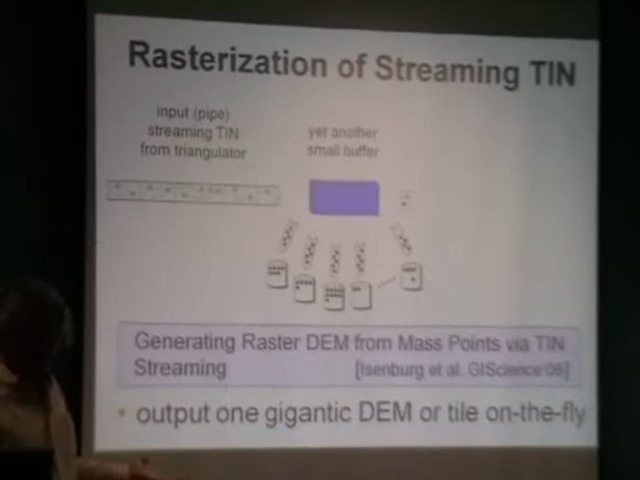 Rasterization of Streaming TIN
input (pipe)
streaming TIN
from triangulator
yet another
small buffer
Generating Raster DEM from Mass Points via TIN
Streaming [Isenburg et al. GIScience'06]
• output one gigantic DEM or tile on-the-fly